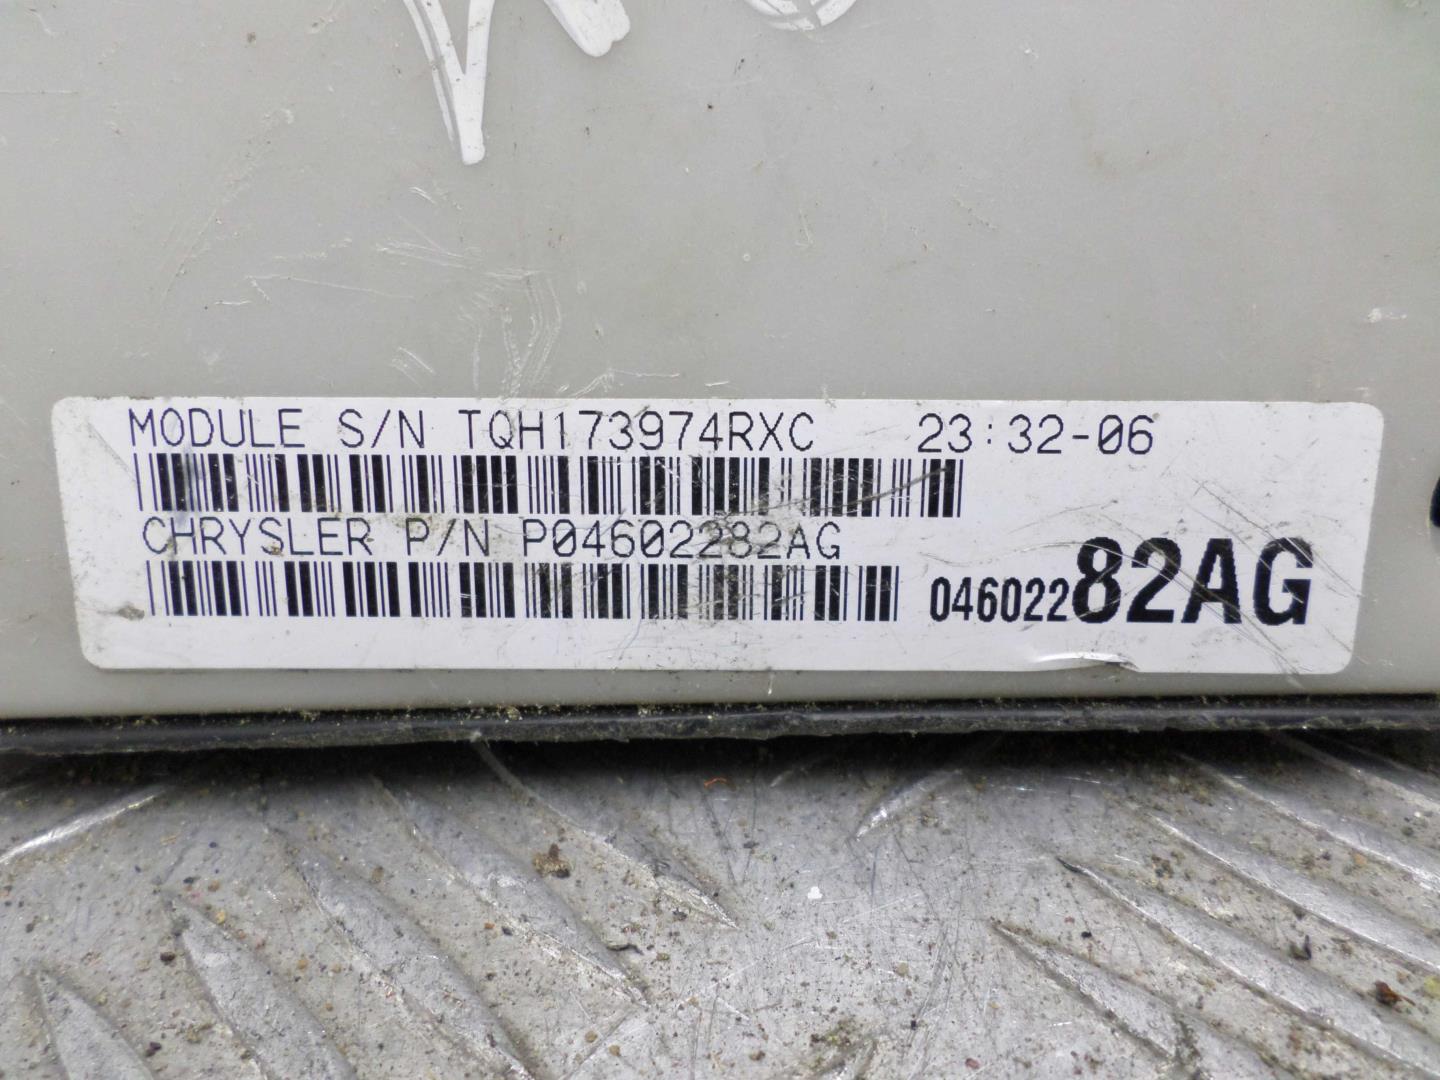 MODULE S/N TQH173974RXC 23:32-06
CHRYSLER P/N P04602282AG
04602282AG